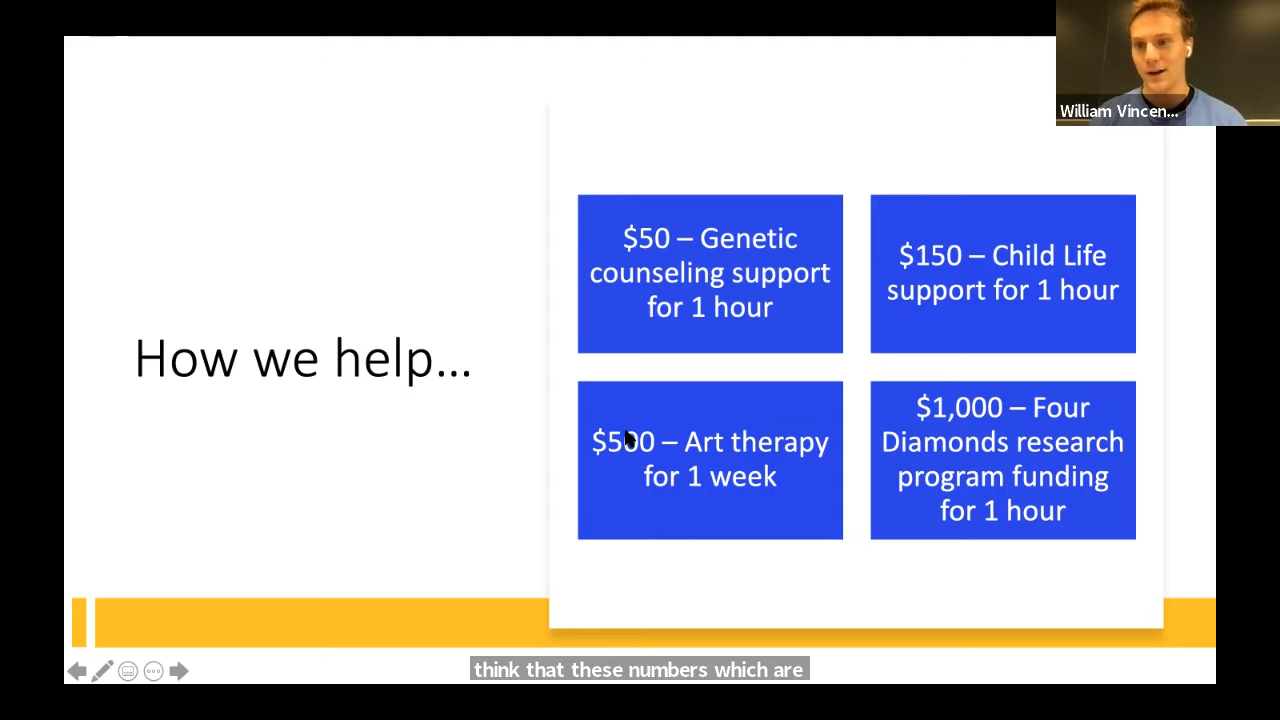 William Vincen...
How we help...
$50 – Genetic
counseling support
for 1 hour
$150 – Child Life
support for 1 hour
$500 – Art therapy
for 1 week
$1,000 – Four
Diamonds research
program funding
for 1 hour
think that these numbers which are